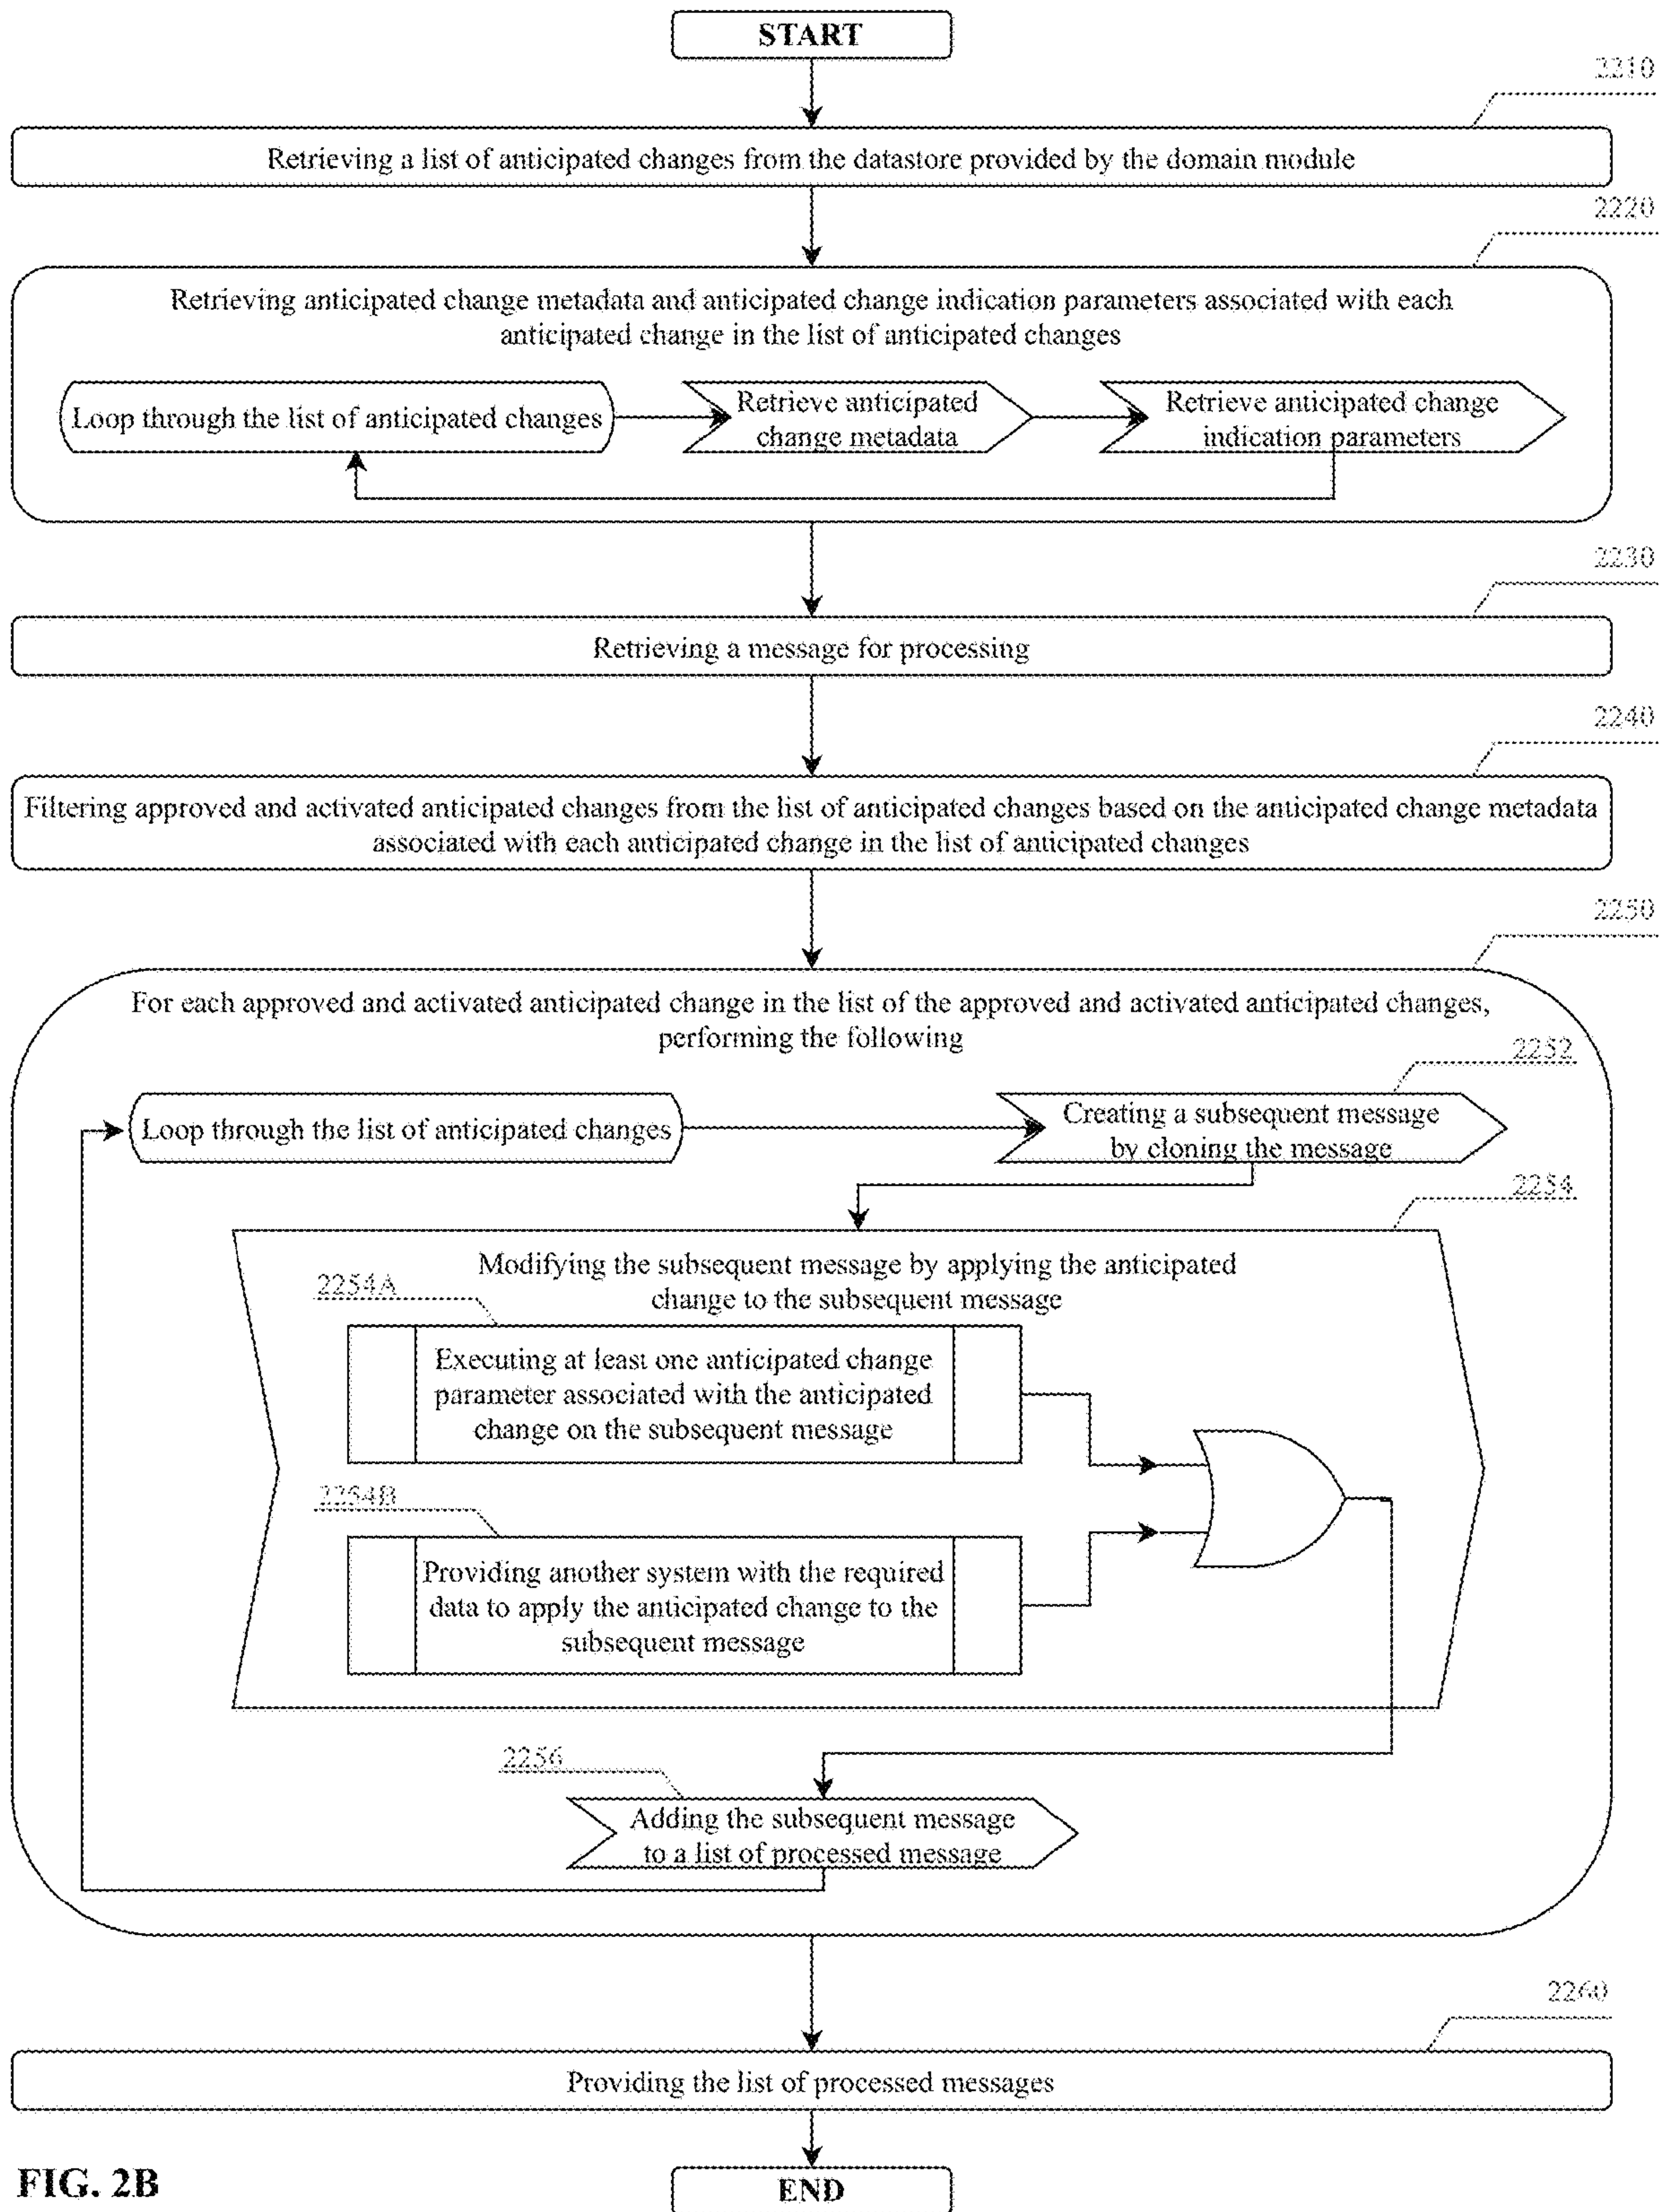 START
2210
Retrieving a list of anticipated changes from the datastore provided by the domain module
2220
Retrieving anticipated change metadata and anticipated change indication parameters associated with each
anticipated change in the list of anticipated changes
Loop through the list of anticipated changes
Retrieve anticipated
change metadata
Retrieve anticipated change
indication parameters
2230
Retrieving a message for processing
2240
Filtering approved and activated anticipated changes from the list of anticipated changes based on the anticipated change metadata
associated with each anticipated change in the list of anticipated changes
2250
For each approved and activated anticipated change in the list of the approved and activated anticipated changes,
performing the following
2252
Loop through the list of anticipated changes
Creating a subsequent message
by cloning the message
2254
Modifying the subsequent message by applying the anticipated
change to the subsequent message
2254A
Executing at least one anticipated change
parameter associated with the anticipated
change on the subsequent message
2254B
Providing another system with the required
data to apply the anticipated change to the
subsequent message
2256
Adding the subsequent message
to a list of processed message
2260
Providing the list of processed messages
END
FIG. 2B